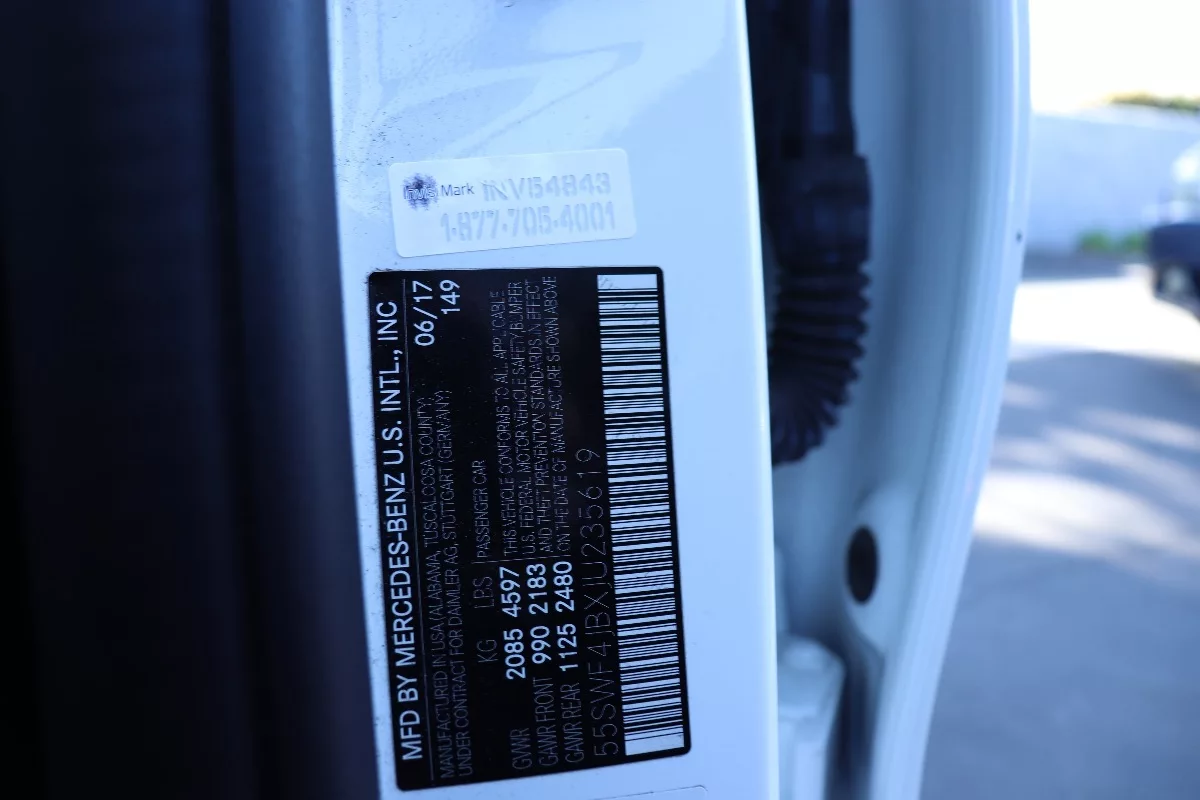 invis Mark INV54843
1-877-705-4001
MFD BY MERCEDES-BENZ U.S. INTL., INC
MANUFACTURED IN USA/ALABAMA, TUSCALOOSA COUNTY;
UNDER CONTRACT FOR DAIMLER AG, STUTTGART (GERMANY)
06/17
149
KG LBS
GVWR 2085 4597
GAWR FRONT 990 2183
GAWR REAR 1125 2480
PASSENGER CAR
THIS VEHICLE CONFORMS TO ALL APPLICABLE
U.S. FEDERAL MOTOR VEHICLE SAFETY, BUMPER
AND THEFT PREVENTION STANDARDS IN EFFECT
ON THE DATE OF MANUFACTURE SHOWN ABOVE
55SWF4JBXJU235619